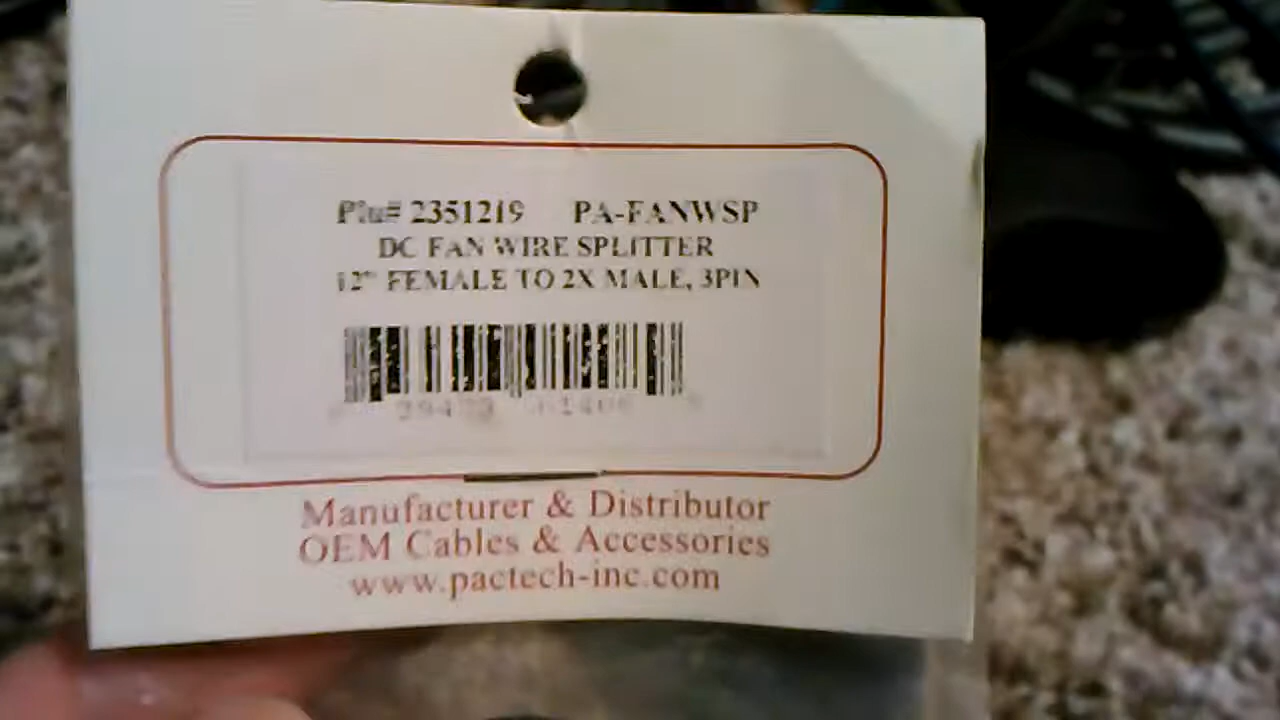 Plu# 2351219 PA-FANWSP
DC FAN WIRE SPLITTER
12" FEMALE TO 2X MALE, 3PIN
Manufacturer & Distributor
OEM Cables & Accessories
www.pactech-inc.com